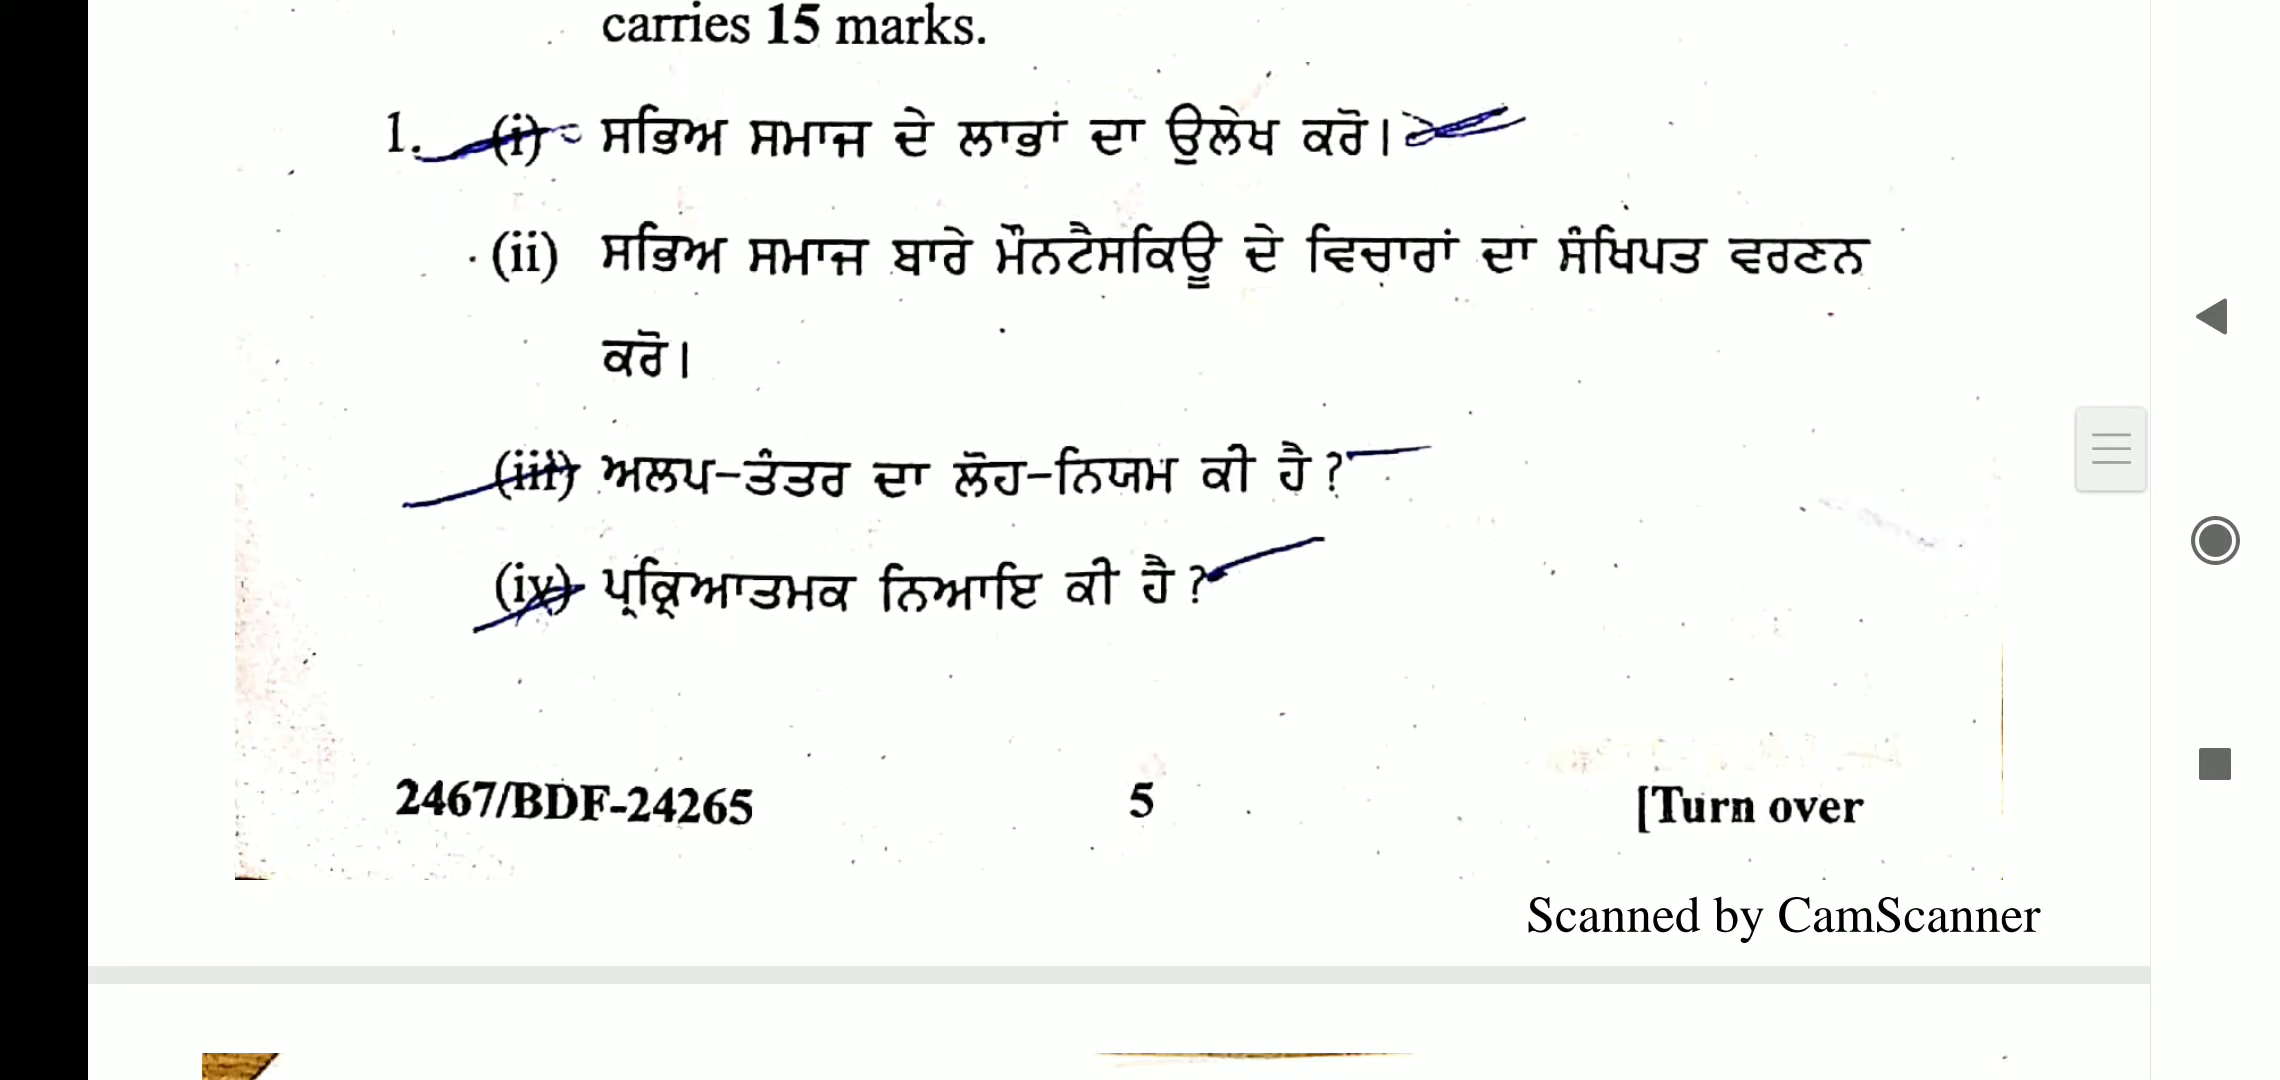 carries 15 marks.
1. (i) ਸਭਿਅ ਸਮਾਜ ਦੇ ਲਾਭਾਂ ਦਾ ਉਲੇਖ ਕਰੋ।
(ii) ਸਭਿਅ ਸਮਾਜ ਬਾਰੇ ਮੌਨਟੈਸਕਿਊ ਦੇ ਵਿਚਾਰਾਂ ਦਾ ਸੰਖਿਪਤ ਵਰਣਨ
ਕਰੋ।
(iii) ਅਲਪ-ਤੰਤਰ ਦਾ ਲੋਹ-ਨਿਯਮ ਕੀ ਹੈ?
(iv) ਪ੍ਰਕ੍ਰਿਆਤਮਕ ਨਿਆਇ ਕੀ ਹੈ?
2467/BDF-24265 5 [Turn over
Scanned by CamScanner